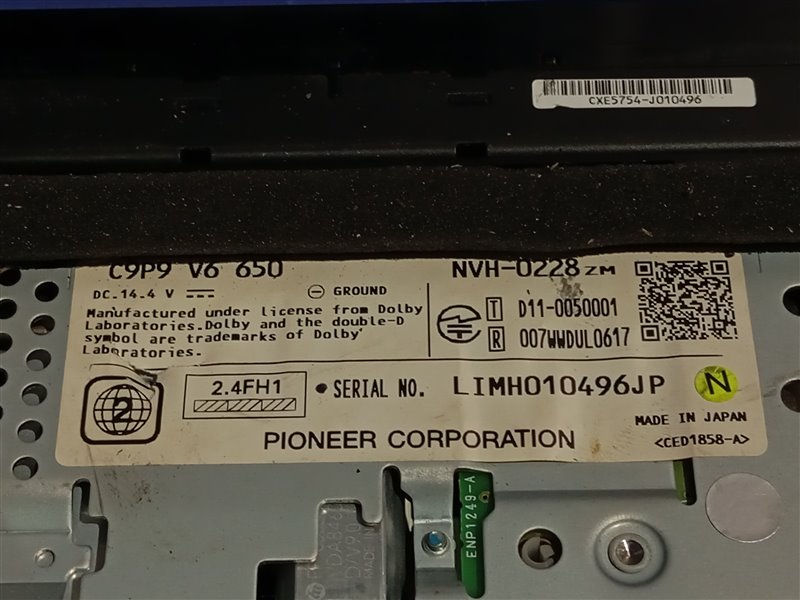 CXE5754-J010496
C9P9 V6 650
NVH-0228ZM
DC.14.4 V
GROUND
Manufactured under license from Dolby
Laboratories.Dolby and the double-D
symbol are trademarks of Dolby
Laboratories.
T D11-0050001
R 007WWDUL0617
2
2.4FH1
SERIAL NO. LIMH010496JP N
MADE IN JAPAN
PIONEER CORPORATION
<CED1858-A>
ENP1249-A